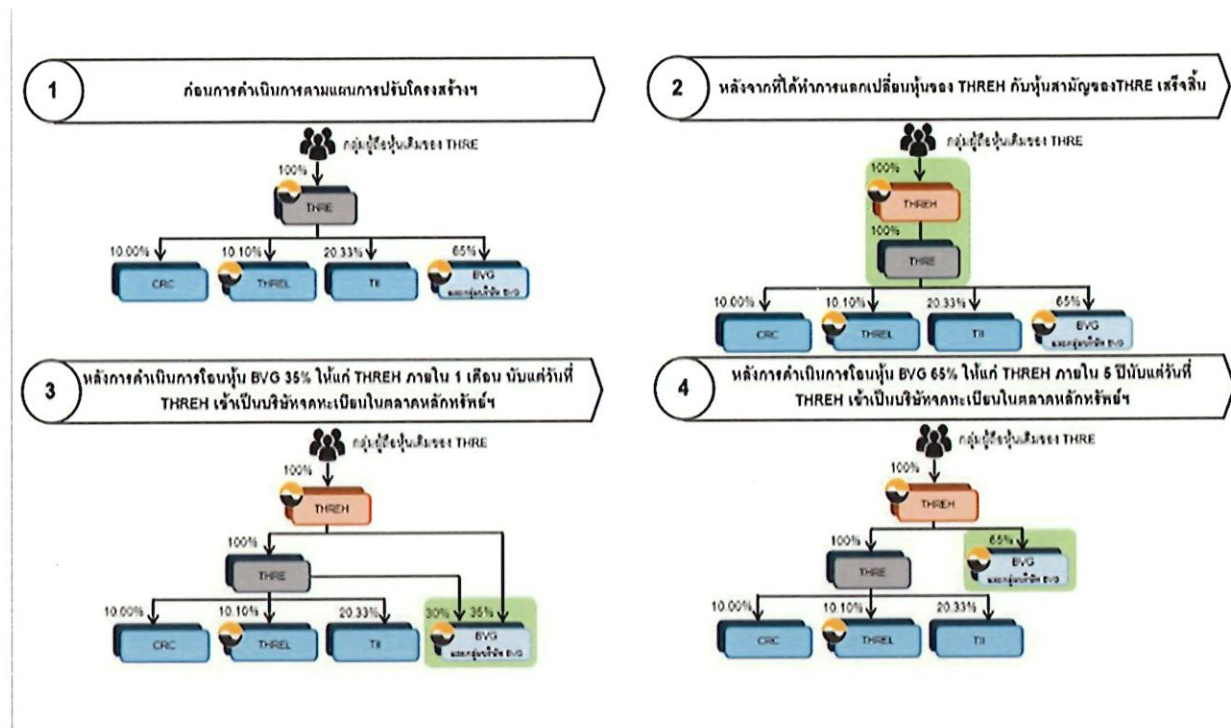 1
ก่อนการดำเนินการตามแผนการปรับโครงสร้างฯ
กลุ่มผู้ถือหุ้นเดิมของ THRE
100%
THRE
10.00%
10.10%
20.33%
65%
CRC
THREL
TII
BVG
และกลุ่มบริษัท BVG
2
หลังจากที่ได้ทำการแลกเปลี่ยนหุ้นของ THREH กับหุ้นสามัญของTHRE เสร็จสิ้น
กลุ่มผู้ถือหุ้นเดิมของ THRE
100%
THREH
100%
THRE
10.00%
10.10%
20.33%
65%
CRC
THREL
TII
BVG
และกลุ่มบริษัท BVG
3
หลังการดำเนินการโอนหุ้น BVG 35% ให้แก่ THREH ภายใน 1 เดือน นับแต่วันที่
THREH เข้าเป็นบริษัทจดทะเบียนในตลาดหลักทรัพย์ฯ
กลุ่มผู้ถือหุ้นเดิมของ THRE
100%
THREH
100%
THRE
10.00%
10.10%
20.33%
30%
35%
CRC
THREL
TII
BVG
และกลุ่มบริษัท BVG
4
หลังการดำเนินการโอนหุ้น BVG 65% ให้แก่ THREH ภายใน 5 ปีนับแต่วันที่
THREH เข้าเป็นบริษัทจดทะเบียนในตลาดหลักทรัพย์ฯ
กลุ่มผู้ถือหุ้นเดิมของ THRE
100%
THREH
100%
65%
THRE
BVG
และกลุ่มบริษัท BVG
10.00%
10.10%
20.33%
CRC
THREL
TII